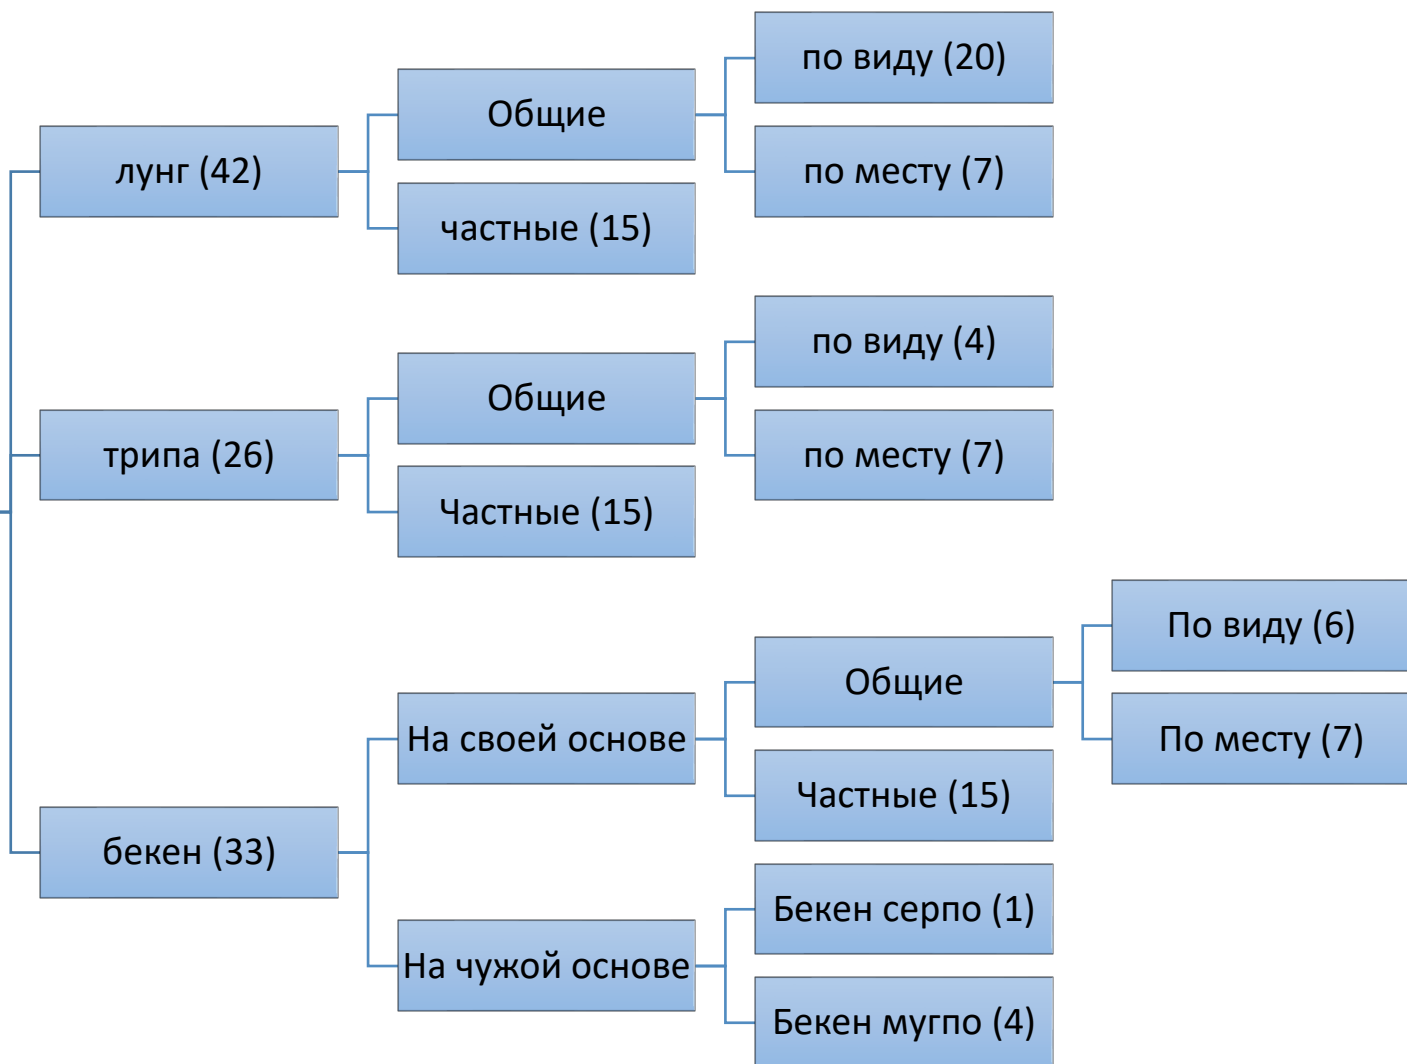 лунг (42)
Общие
по виду (20)
по месту (7)
частные (15)
трипа (26)
Общие
по виду (4)
по месту (7)
Частные (15)
бекен (33)
На своей основе
Общие
По виду (6)
По месту (7)
Частные (15)
На чужой основе
Бекен серпо (1)
Бекен мугпо (4)